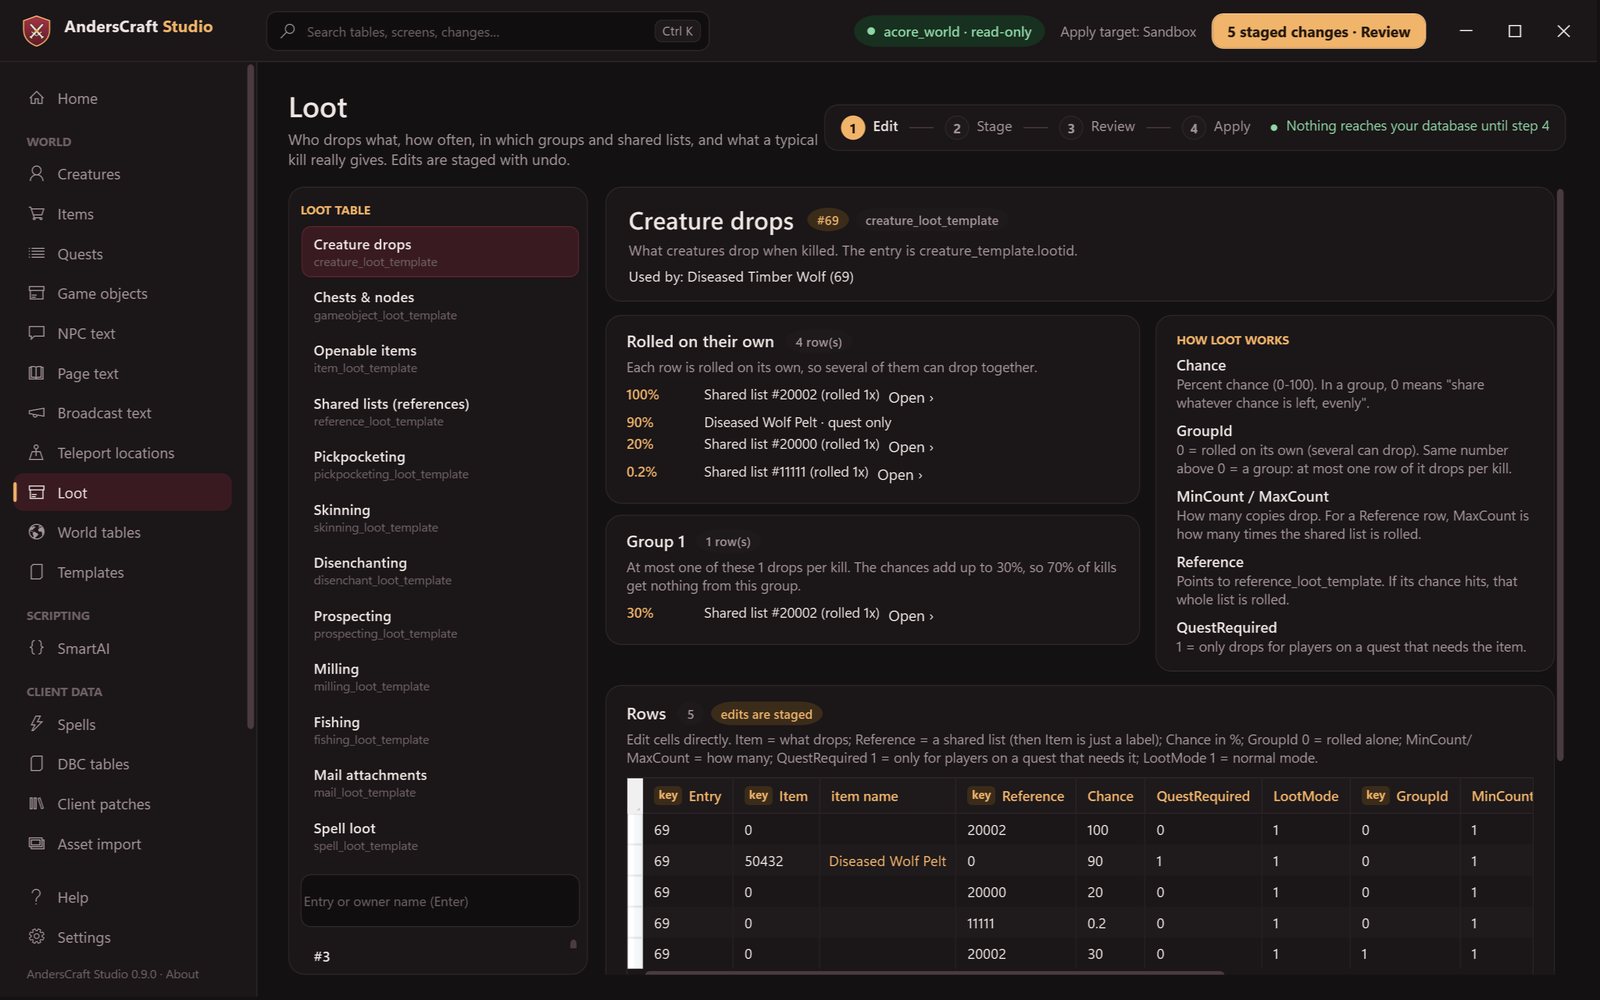 AndersCraft Studio
Search tables, screens, changes...
Ctrl K
acore_world · read-only
Apply target: Sandbox
5 staged changes · Review
Home
WORLD
Creatures
Items
Quests
Game objects
NPC text
Page text
Broadcast text
Teleport locations
Loot
World tables
Templates
SCRIPTING
SmartAI
CLIENT DATA
Spells
DBC tables
Client patches
Asset import
Help
Settings
AndersCraft Studio 0.9.0 · About
Loot
Who drops what, how often, in which groups and shared lists, and what a typical
kill really gives. Edits are staged with undo.
1 Edit
2 Stage
3 Review
4 Apply
Nothing reaches your database until step 4
LOOT TABLE
Creature drops
creature_loot_template
Chests & nodes
gameobject_loot_template
Openable items
item_loot_template
Shared lists (references)
reference_loot_template
Pickpocketing
pickpocketing_loot_template
Skinning
skinning_loot_template
Disenchanting
disenchant_loot_template
Prospecting
prospecting_loot_template
Milling
milling_loot_template
Fishing
fishing_loot_template
Mail attachments
mail_loot_template
Spell loot
spell_loot_template
Entry or owner name (Enter)
#3
Creature drops #69 creature_loot_template
What creatures drop when killed. The entry is creature_template.lootid.
Used by: Diseased Timber Wolf (69)
Rolled on their own 4 row(s)
Each row is rolled on its own, so several of them can drop together.
100% Shared list #20002 (rolled 1x) Open ›
90% Diseased Wolf Pelt · quest only
20% Shared list #20000 (rolled 1x) Open ›
0.2% Shared list #11111 (rolled 1x) Open ›
Group 1 1 row(s)
At most one of these 1 drops per kill. The chances add up to 30%, so 70% of kills
get nothing from this group.
30% Shared list #20002 (rolled 1x) Open ›
HOW LOOT WORKS
Chance
Percent chance (0-100). In a group, 0 means "share
whatever chance is left, evenly".
GroupId
0 = rolled on its own (several can drop). Same number
above 0 = a group: at most one row of it drops per kill.
MinCount / MaxCount
How many copies drop. For a Reference row, MaxCount is
how many times the shared list is rolled.
Reference
Points to reference_loot_template. If its chance hits, that
whole list is rolled.
QuestRequired
1 = only drops for players on a quest that needs the item.
Rows 5 edits are staged
Edit cells directly. Item = what drops; Reference = a shared list (then Item is just a label); Chance in %; GroupId 0 = rolled alone; MinCount/
MaxCount = how many; QuestRequired 1 = only for players on a quest that needs it; LootMode 1 = normal mode.
key Entry key Item item name key Reference Chance QuestRequired LootMode key GroupId MinCount
69 0 20002 100 0 1 0 1
69 50432 Diseased Wolf Pelt 0 90 1 1 0 1
69 0 20000 20 0 1 0 1
69 0 11111 0.2 0 1 0 1
69 0 20002 30 0 1 1 1